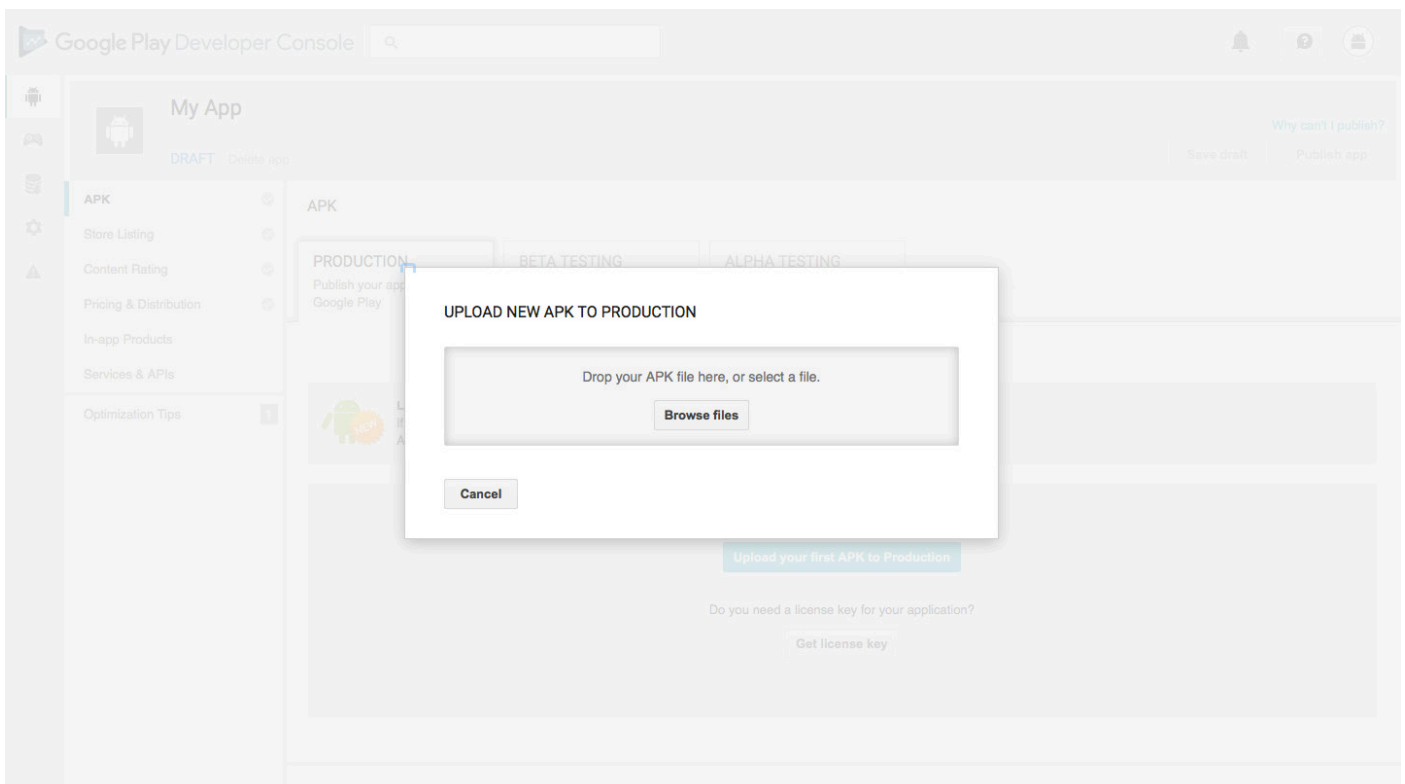 Google Play Developer Console
My App
Why can't I publish?
DRAFT Delete app
Save draft Publish app
APK
Store Listing
Content Rating
Pricing & Distribution
In-app Products
Services & APIs
Optimization Tips 1
APK
PRODUCTION
Publish your app
Google Play
BETA TESTING
ALPHA TESTING
UPLOAD NEW APK TO PRODUCTION
Drop your APK file here, or select a file.
Browse files
Cancel
NEW
Upload your first APK to Production
Do you need a license key for your application?
Get license key